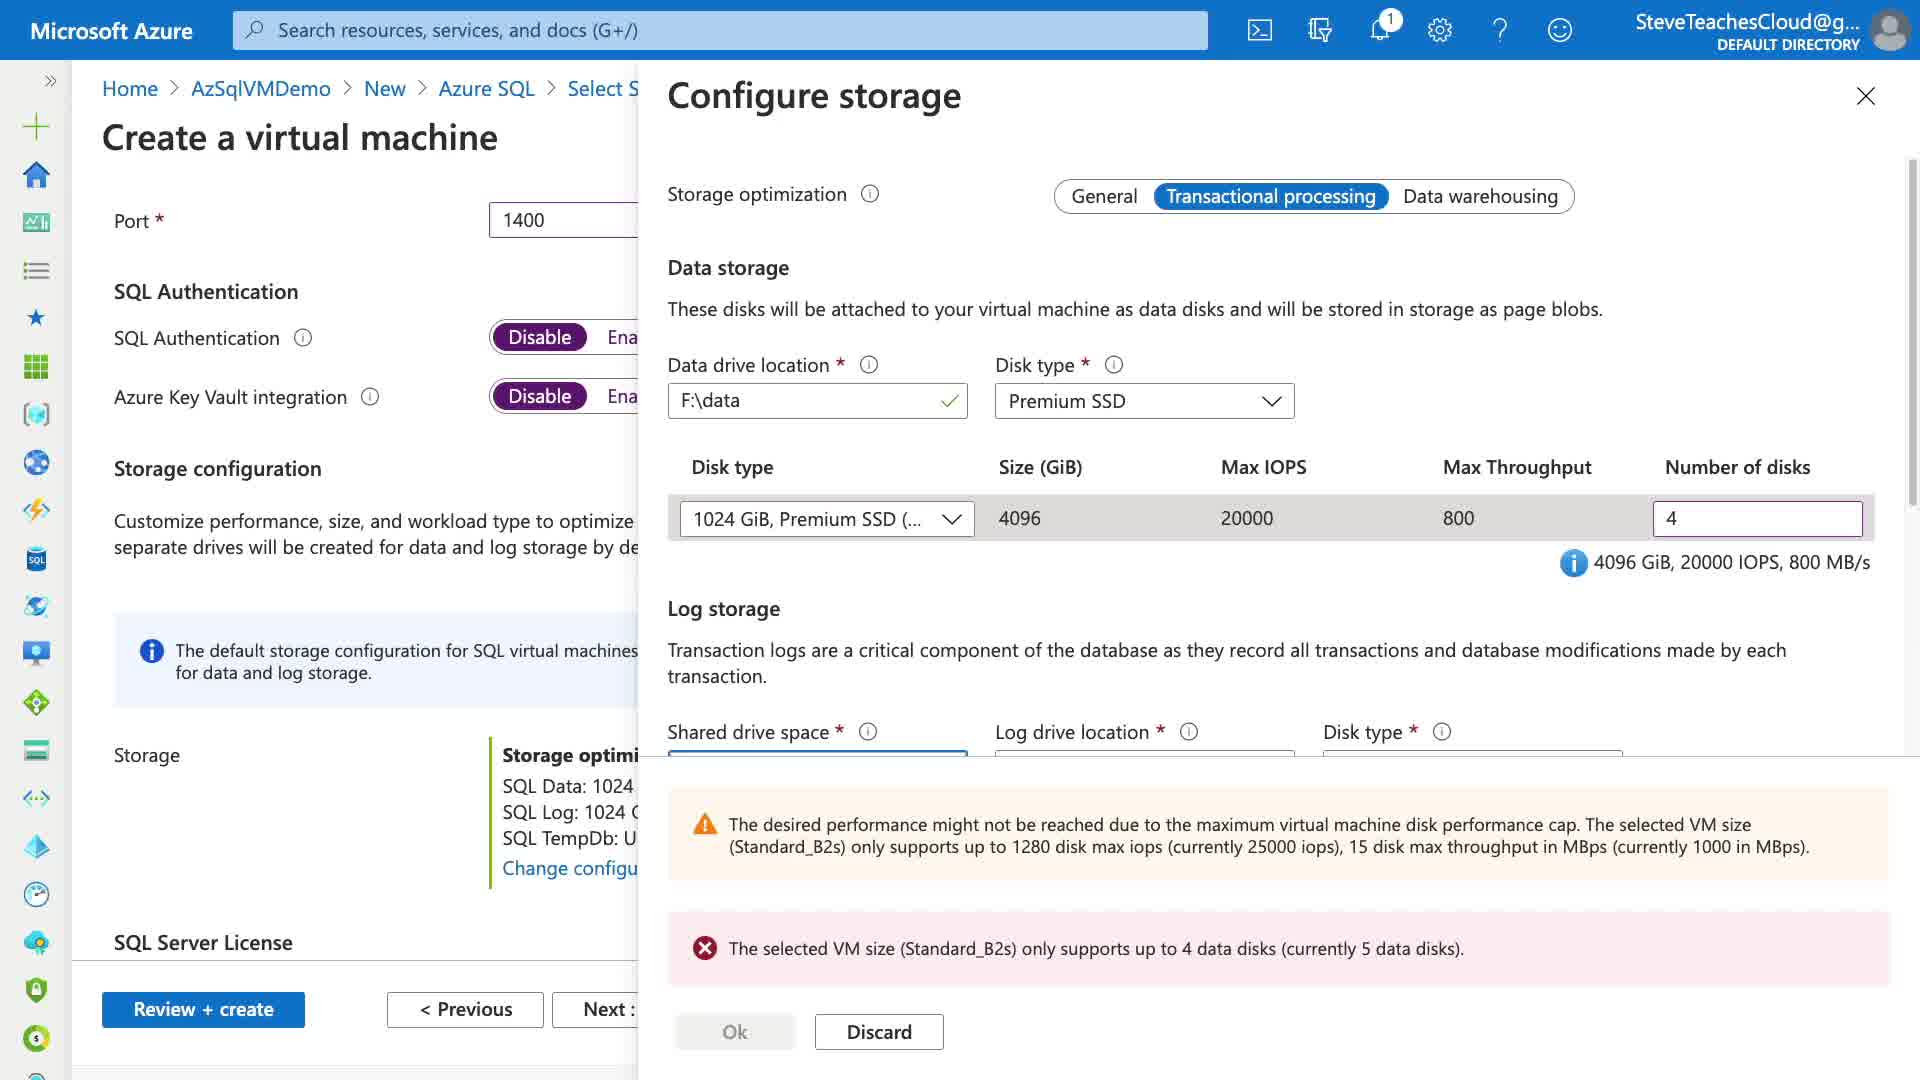 Microsoft Azure
Search resources, services, and docs (G+/)
1
SteveTeachesCloud@g...
DEFAULT DIRECTORY
Home > AzSqlVMDemo > New > Azure SQL > Select S
Create a virtual machine
Port *
1400
SQL Authentication
SQL Authentication
Disable Ena
Azure Key Vault integration
Disable Ena
Storage configuration
Customize performance, size, and workload type to optimize
separate drives will be created for data and log storage by de
The default storage configuration for SQL virtual machines
for data and log storage.
Storage
Storage optimi
SQL Data: 1024
SQL Log: 1024 G
SQL TempDb: U
Change configu
SQL Server License
Review + create
< Previous
Next :
Configure storage
Storage optimization
General Transactional processing Data warehousing
Data storage
These disks will be attached to your virtual machine as data disks and will be stored in storage as page blobs.
Data drive location * Disk type *
F:\data Premium SSD
Disk type Size (GiB) Max IOPS Max Throughput Number of disks
1024 GiB, Premium SSD (... 4096 20000 800 4
4096 GiB, 20000 IOPS, 800 MB/s
Log storage
Transaction logs are a critical component of the database as they record all transactions and database modifications made by each
transaction.
Shared drive space * Log drive location * Disk type *
The desired performance might not be reached due to the maximum virtual machine disk performance cap. The selected VM size
(Standard_B2s) only supports up to 1280 disk max iops (currently 25000 iops), 15 disk max throughput in MBps (currently 1000 in MBps).
The selected VM size (Standard_B2s) only supports up to 4 data disks (currently 5 data disks).
Ok
Discard
SQL